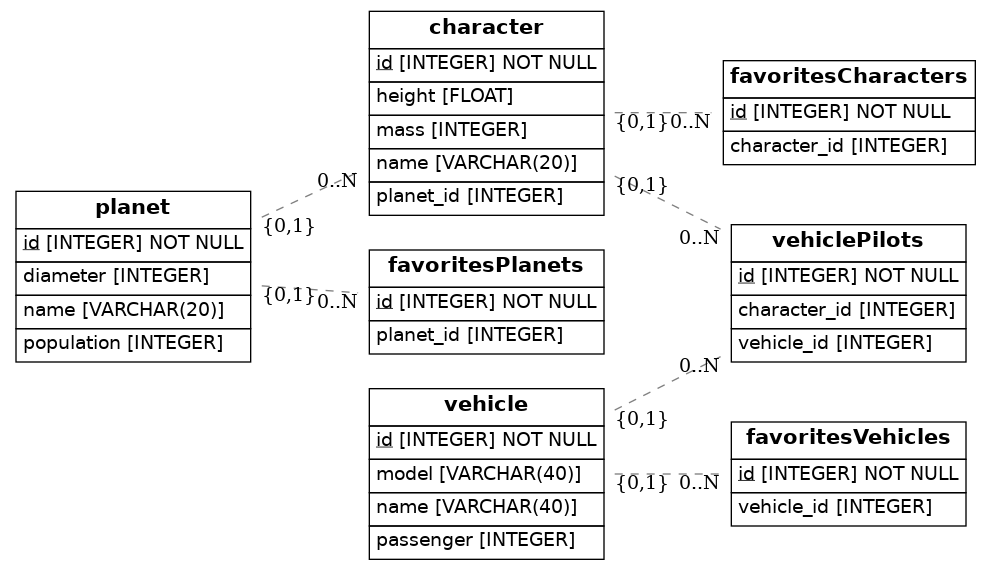 character
id [INTEGER] NOT NULL
height [FLOAT]
mass [INTEGER]
name [VARCHAR(20)]
planet_id [INTEGER]
favoritesCharacters
id [INTEGER] NOT NULL
character_id [INTEGER]
{0,1}
0..N
{0,1}
0..N
planet
id [INTEGER] NOT NULL
diameter [INTEGER]
name [VARCHAR(20)]
population [INTEGER]
0..N
{0,1}
{0,1}
0..N
favoritesPlanets
id [INTEGER] NOT NULL
planet_id [INTEGER]
vehiclePilots
id [INTEGER] NOT NULL
character_id [INTEGER]
vehicle_id [INTEGER]
vehicle
id [INTEGER] NOT NULL
model [VARCHAR(40)]
name [VARCHAR(40)]
passenger [INTEGER]
0..N
{0,1}
{0,1}
0..N
favoritesVehicles
id [INTEGER] NOT NULL
vehicle_id [INTEGER]